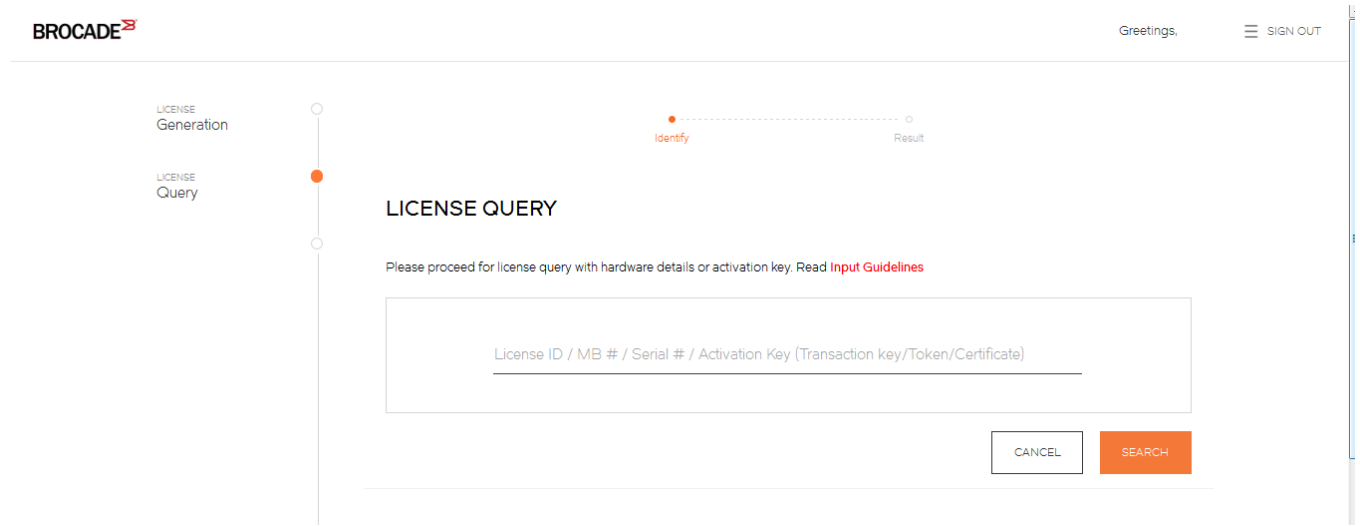 BROCADE
Greetings,
SIGN OUT
LICENSE
Generation
LICENSE
Query
Identify
Result
LICENSE QUERY
Please proceed for license query with hardware details or activation key. Read Input Guidelines
License ID / MB # / Serial # / Activation Key (Transaction key/Token/Certificate)
CANCEL
SEARCH